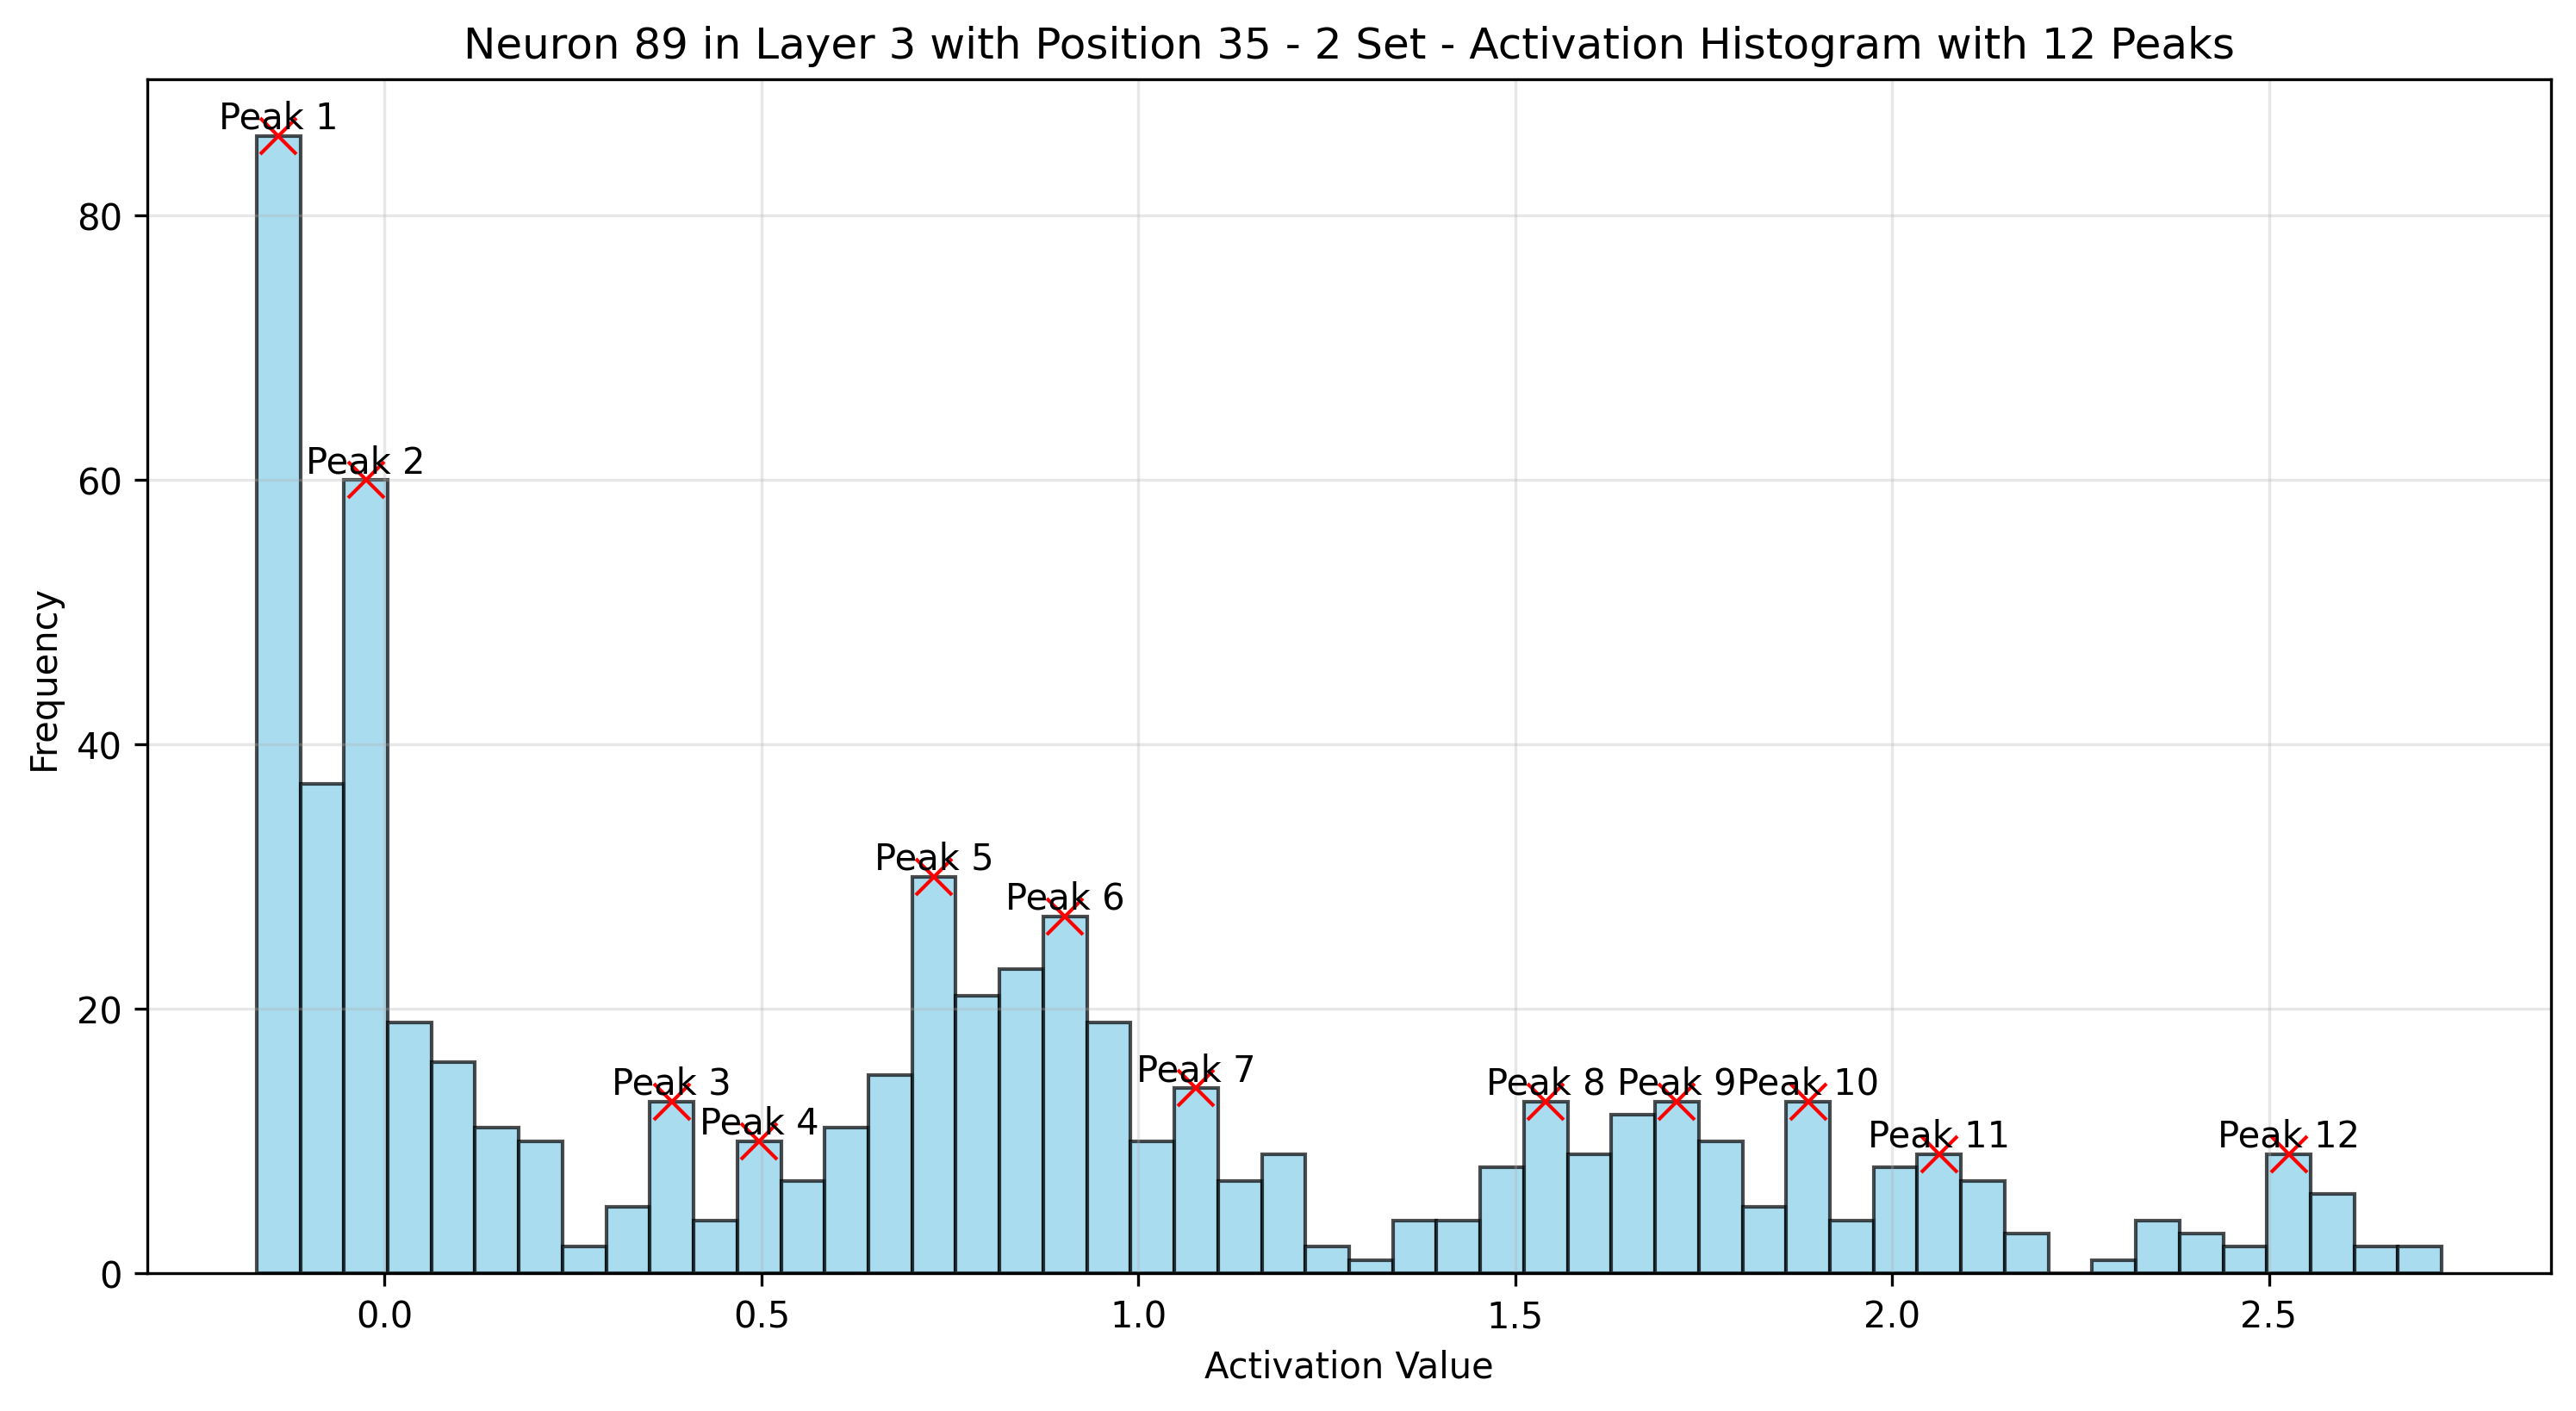 Neuron 89 in Layer 3 with Position 35 - 2 Set - Activation Histogram with 12 Peaks
Peak 1
Peak 2
Peak 3
Peak 4
Peak 5
Peak 6
Peak 7
Peak 8
Peak 9
Peak 10
Peak 11
Peak 12
Frequency
80
60
40
20
0
0.0
0.5
1.0
1.5
2.0
2.5
Activation Value